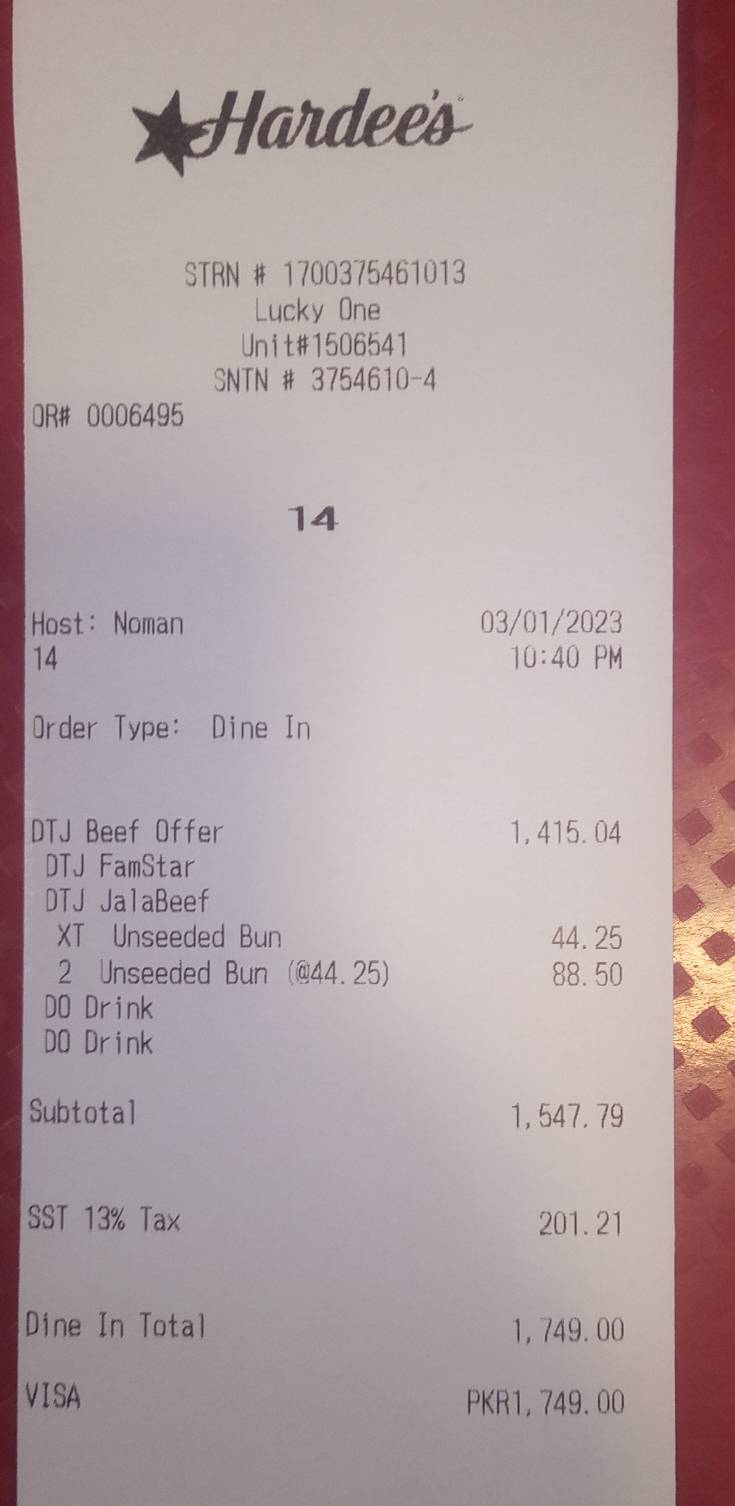 Hardee's
STRN # 1700375461013
Lucky One
Unit#1506541
SNTN # 3754610-4
OR# 0006495
14
Host: Noman 03/01/2023
14 10:40 PM
Order Type: Dine In
DTJ Beef Offer 1,415.04
DTJ FamStar
DTJ JalaBeef
XT Unseeded Bun 44.25
2 Unseeded Bun (@44.25) 88.50
DO Drink
DO Drink
Subtotal 1,547.79
SST 13% Tax 201.21
Dine In Total 1,749.00
VISA PKR1,749.00